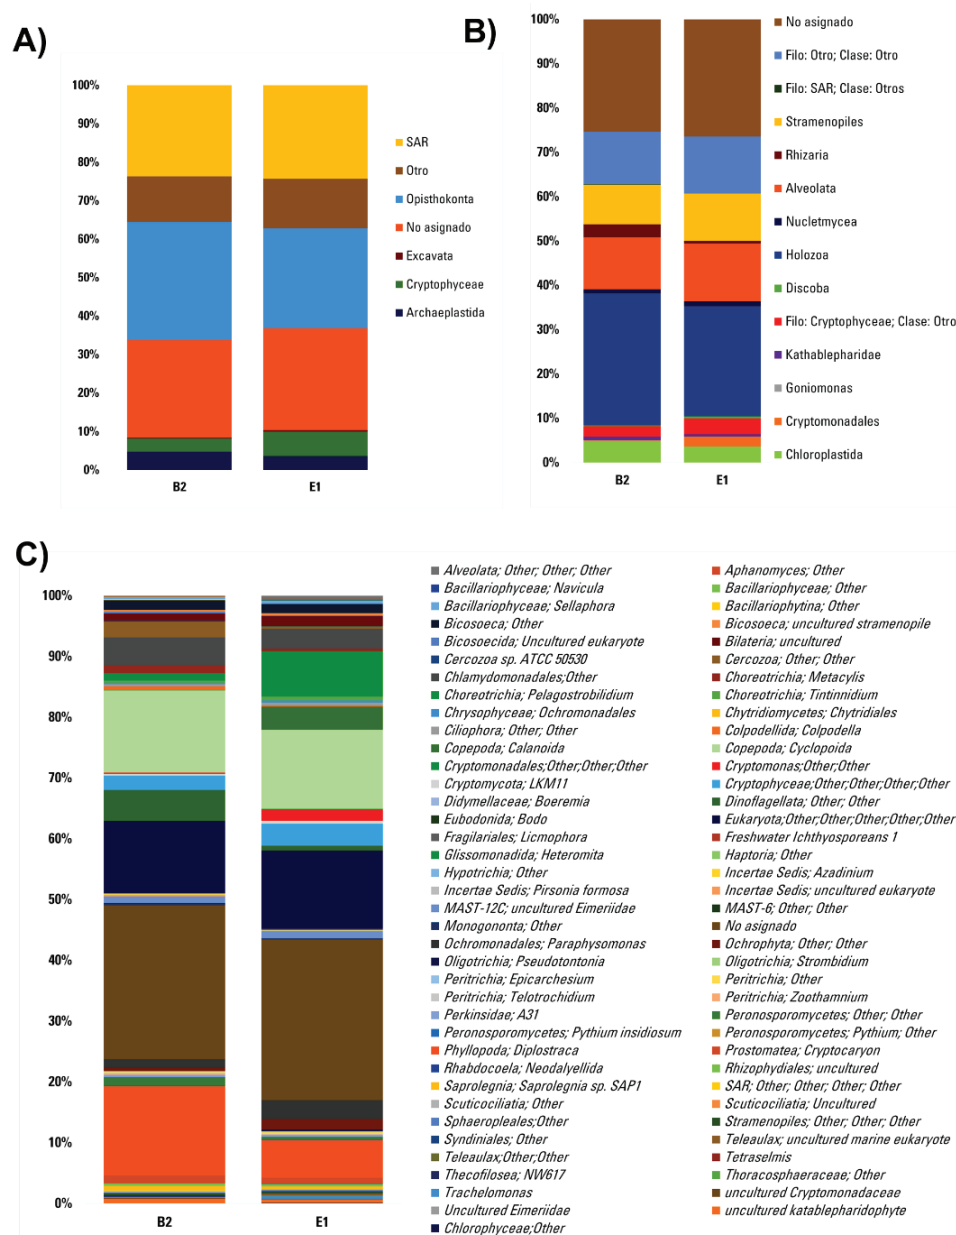 A)
100%
90%
80%
70%
60%
50%
40%
30%
20%
10%
0%
B2
E1
SAR
Otro
Opisthokonta
No asignado
Excavata
Cryptophyceae
Archaeplastida
B)
100%
90%
80%
70%
60%
50%
40%
30%
20%
10%
0%
B2
E1
No asignado
Filo: Otro; Clase: Otro
Filo: SAR; Clase: Otros
Stramenopiles
Rhizaria
Alveolata
Nucletmycea
Holozoa
Discoba
Filo: Cryptophyceae; Clase: Otro
Kathablepharidae
Goniomonas
Cryptomonadales
Chloroplastida
C)
100%
90%
80%
70%
60%
50%
40%
30%
20%
10%
0%
B2
E1
Alveolata; Other; Other; Other
Bacillariophyceae; Navicula
Bacillariophyceae; Sellaphora
Bicosoeca; Other
Bicosoecida; Uncultured eukaryote
Cercozoa sp. ATCC 50530
Chlamydomonadales;Other
Choreotrichia; Pelagostrobilidium
Chrysophyceae; Ochromonadales
Ciliophora; Other; Other
Copepoda; Calanoida
Cryptomonadales;Other;Other;Other
Cryptomycota; LKM11
Didymellaceae; Boeremia
Eubodonida; Bodo
Fragilariales; Licmophora
Glissomonadida; Heteromita
Hypotrichia; Other
Incertae Sedis; Pirsonia formosa
MAST-12C; uncultured Eimeriidae
Monogononta; Other
Ochromonadales; Paraphysomonas
Oligotrichia; Pseudotontonia
Peritrichia; Epicarchesium
Peritrichia; Telotrochidium
Perkinsidae; A31
Peronosporomycetes; Pythium insidiosum
Phyllopoda; Diplostraca
Rhabdocoela; Neodalyellida
Saprolegnia; Saprolegnia sp. SAP1
Scuticociliatia; Other
Sphaeropleales;Other
Syndiniales; Other
Teleaulax;Other;Other
Thecofilosea; NW617
Trachelomonas
Uncultured Eimeriidae
Chlorophyceae;Other
Aphanomyces; Other
Bacillariophyceae; Other
Bacillariophytina; Other
Bicosoeca; uncultured stramenopile
Bilateria; uncultured
Cercozoa; Other; Other
Choreotrichia; Metacylis
Choreotrichia; Tintinnidium
Chytridiomycetes; Chytridiales
Colpodellida; Colpodella
Copepoda; Cyclopoida
Cryptomonas;Other;Other
Cryptophyceae;Other;Other;Other;Other
Dinoflagellata; Other; Other
Eukaryota;Other;Other;Other;Other;Other
Freshwater Ichthyosporeans 1
Haptoria; Other
Incertae Sedis; Azadinium
Incertae Sedis; uncultured eukaryote
MAST-6; Other; Other
No asignado
Ochrophyta; Other; Other
Oligotrichia; Strombidium
Peritrichia; Other
Peritrichia; Zoothamnium
Peronosporomycetes; Other; Other
Peronosporomycetes; Pythium; Other
Prostomatea; Cryptocaryon
Rhizophydiales; uncultured
SAR; Other; Other; Other; Other
Scuticociliatia; Uncultured
Stramenopiles; Other; Other; Other
Teleaulax; uncultured marine eukaryote
Tetraselmis
Thoracosphaeraceae; Other
uncultured Cryptomonadaceae
uncultured katablepharidophyte